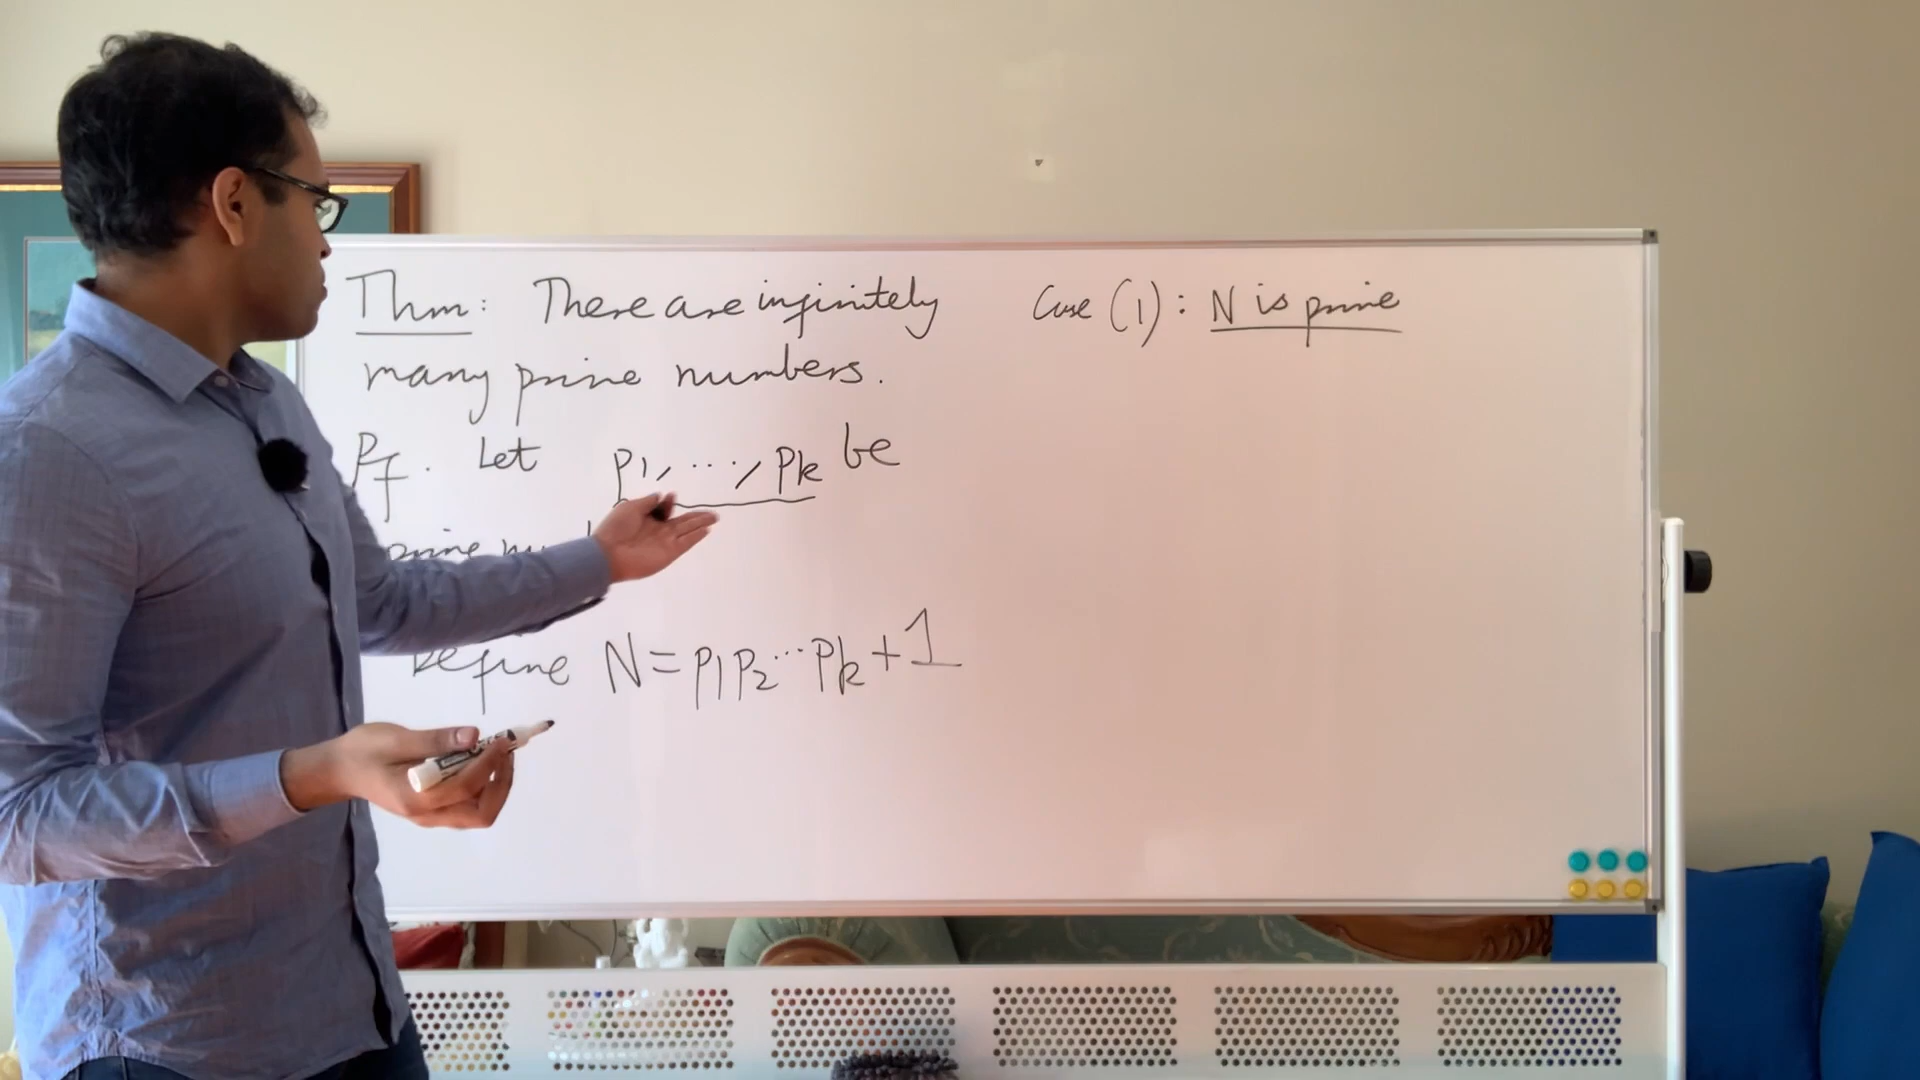 Thm: There are infinitely
many prime numbers.
Pf. Let p1, ..., pk be
prime
Define N=p1p2...pk+1
Case (1): N is prime